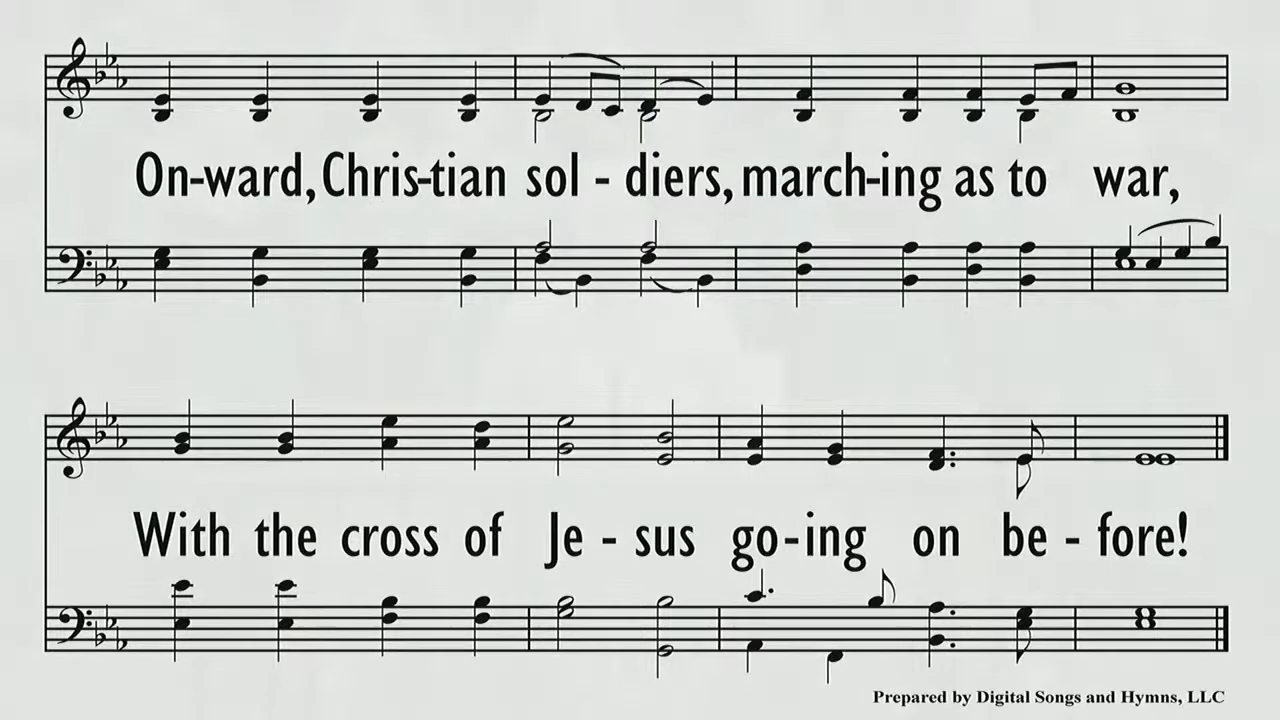 On-ward, Chris-tian sol - diers, march-ing as to war,
With the cross of Je - sus go-ing on be - fore!
Prepared by Digital Songs and Hymns, LLC